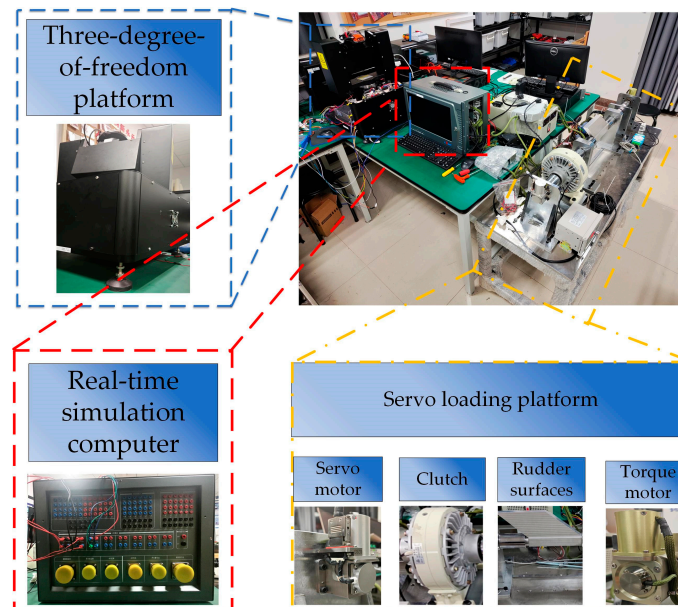 Three-degree-
of-freedom
platform
Real-time
simulation
computer
Servo loading platform
Servo
motor
Clutch
Rudder
surfaces
Torque
motor